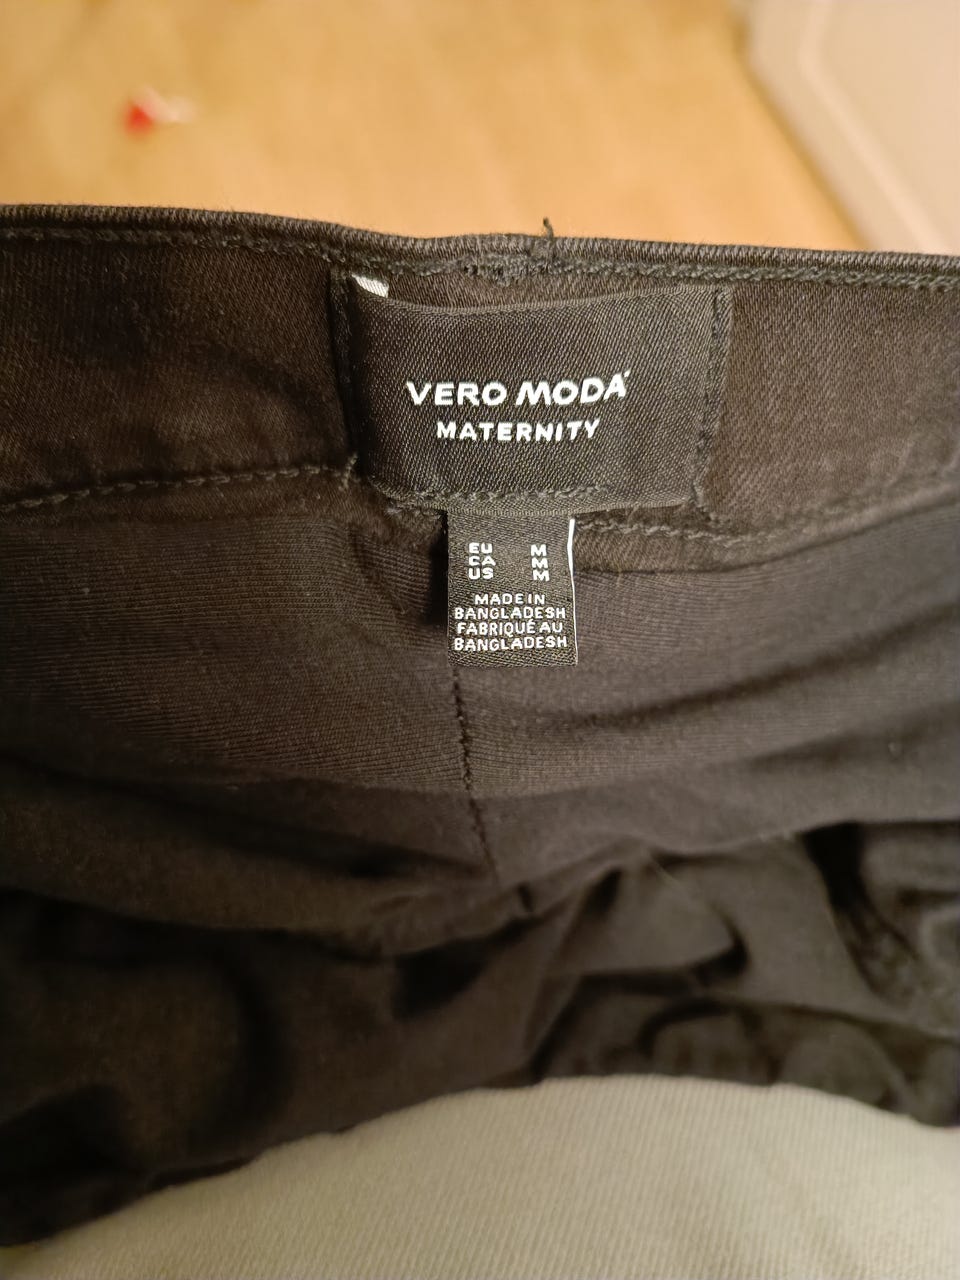 VERO MODA
MATERNITY
EU M
CA M
US M
MADE IN
BANGLADESH
FABRIQUÉ AU
BANGLADESH